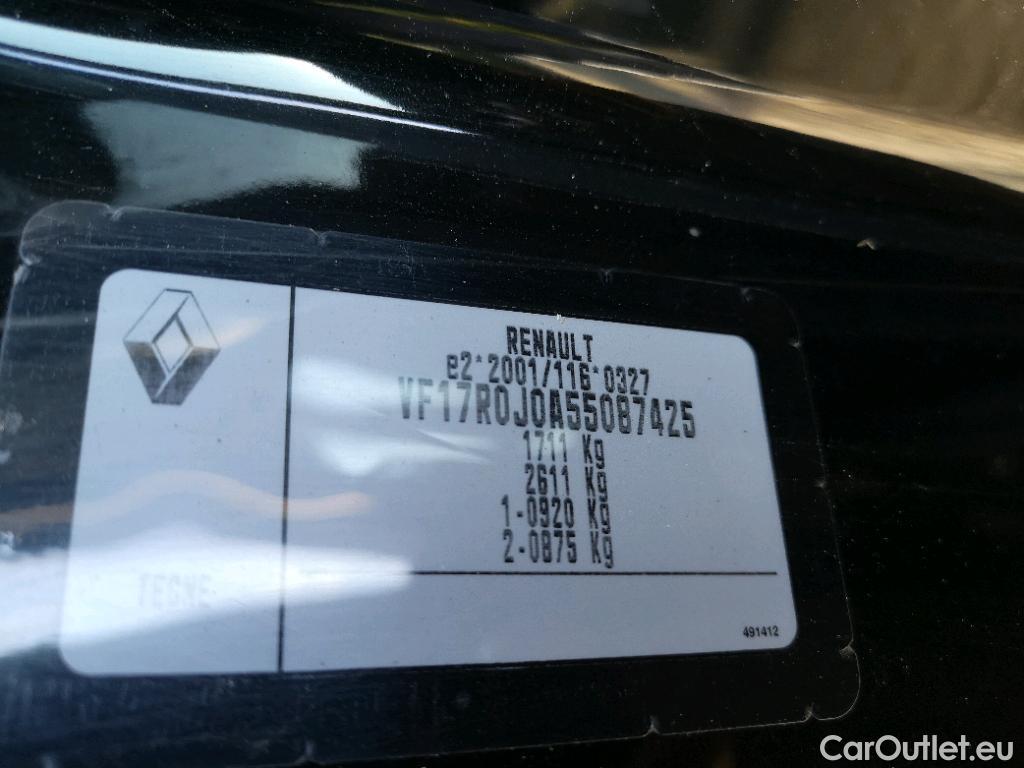 RENAULT
e2*2001/116*0327
VF17R0J0A55087425
1711 Kg
2611 Kg
1-0920 Kg
2-0875 Kg
TEGNE
491412
CarOutlet.eu